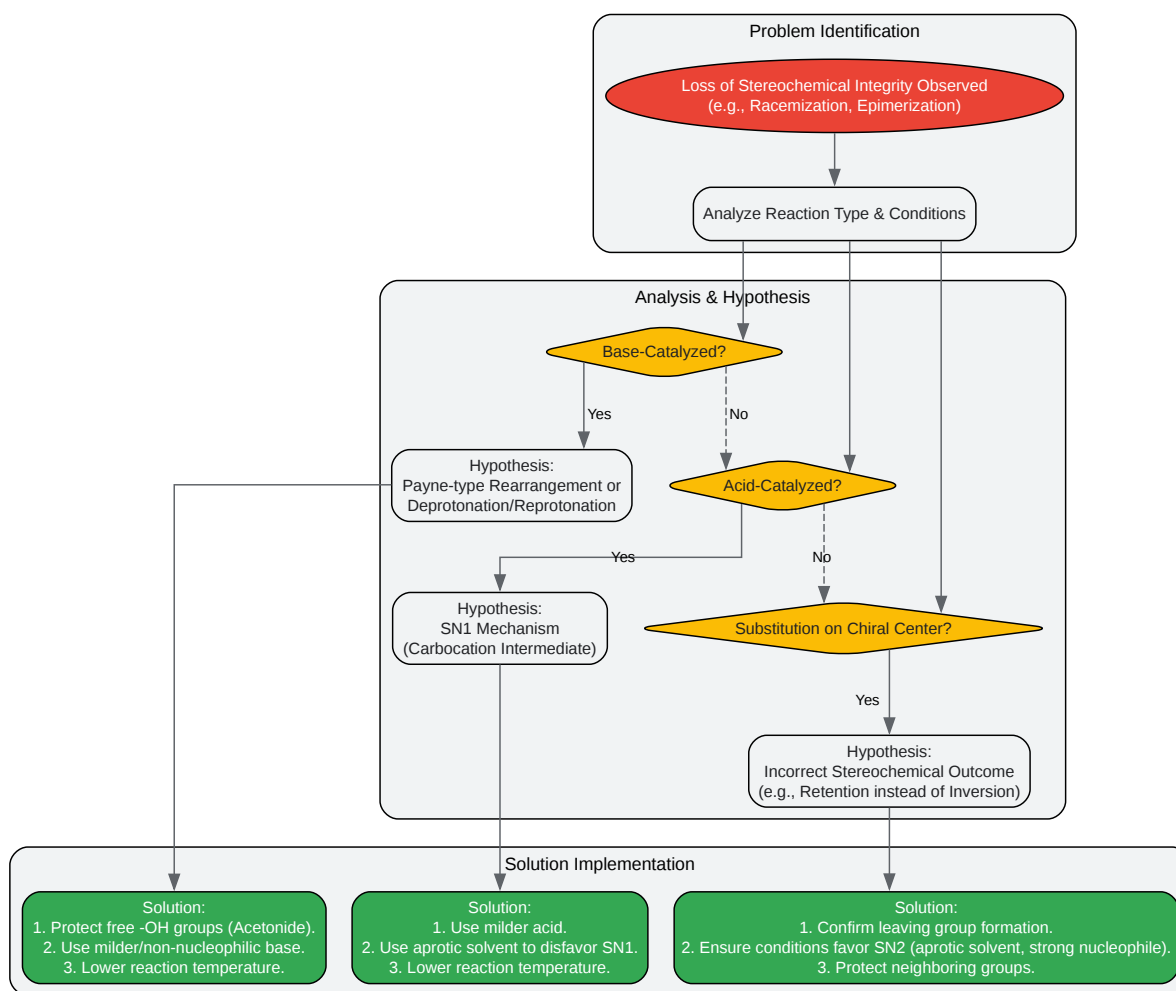 Problem Identification
Loss of Stereochemical Integrity Observed
(e.g., Racemization, Epimerization)
Analyze Reaction Type & Conditions
Analysis & Hypothesis
Base-Catalyzed?
Yes
No
Hypothesis:
Payne-type Rearrangement or
Deprotonation/Reprotonation
Acid-Catalyzed?
Yes
No
Hypothesis:
SN1 Mechanism
(Carbocation Intermediate)
Substitution on Chiral Center?
Yes
Hypothesis:
Incorrect Stereochemical Outcome
(e.g., Retention instead of Inversion)
Solution Implementation
Solution:
1. Protect free -OH groups (Acetonide).
2. Use milder/non-nucleophilic base.
3. Lower reaction temperature.
Solution:
1. Use milder acid.
2. Use aprotic solvent to disfavor SN1.
3. Lower reaction temperature.
Solution:
1. Confirm leaving group formation.
2. Ensure conditions favor SN2 (aprotic solvent, strong nucleophile).
3. Protect neighboring groups.